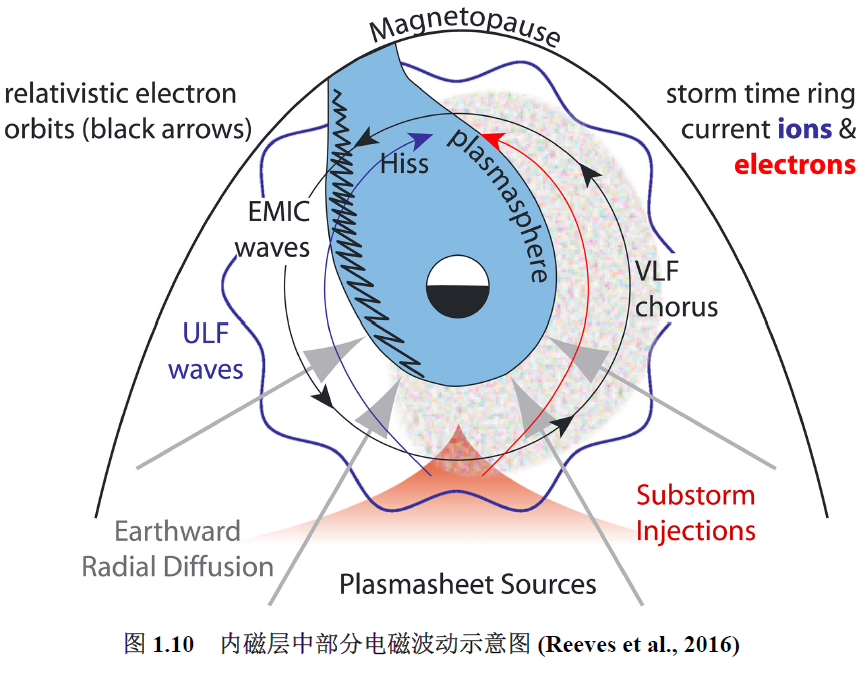 Magnetopause
relativistic electron
orbits (black arrows)
storm time ring
current ions &
electrons
Hiss
plasmasphere
EMIC
waves
VLF
chorus
ULF
waves
Substorm
Injections
Earthward
Radial Diffusion
Plasmasheet Sources
图 1.10 内磁层中部分电磁波动示意图 (Reeves et al., 2016)